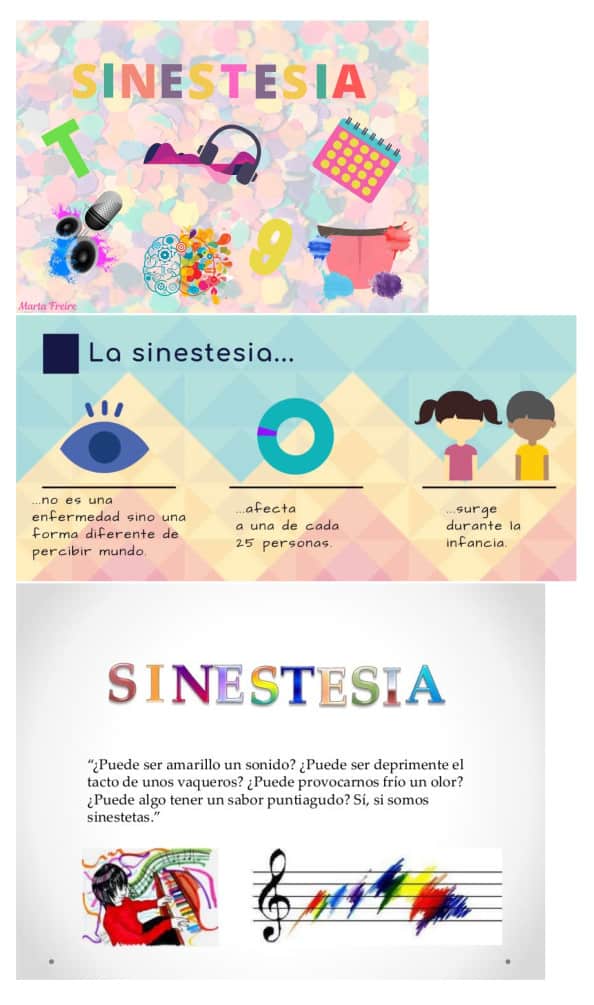 SINESTESIA
T
9
Marta Freire
La sinestesia...
...no es una
enfermedad sino una
forma diferente de
percibir mundo.
...afecta
a una de cada
25 personas.
...surge
durante la
infancia.
SINESTESIA
“¿Puede ser amarillo un sonido? ¿Puede ser deprimente el
tacto de unos vaqueros? ¿Puede provocarnos frío un olor?
¿Puede algo tener un sabor puntiagudo? Sí, si somos
sinestetas.”